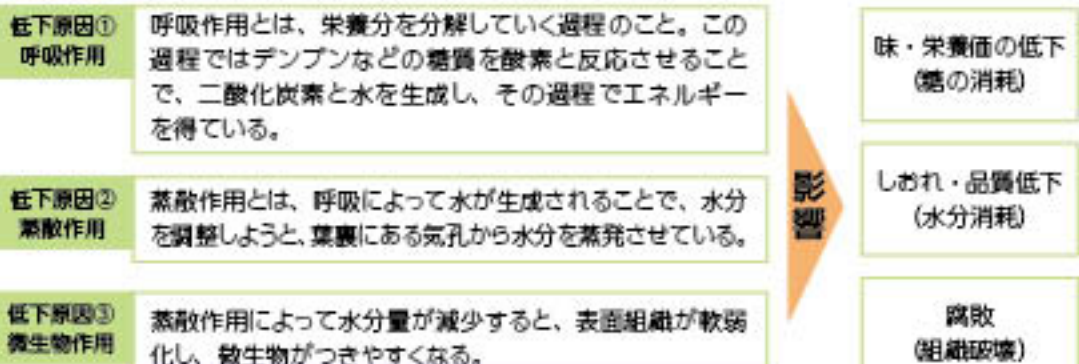 低下原因①
呼吸作用
呼吸作用とは、栄養分を分解していく過程のこと。この
過程ではデンプンなどの糖質を酸素と反応させること
で、二酸化炭素と水を生成し、その過程でエネルギー
を得ている。
低下原因②
蒸散作用
蒸散作用とは、呼吸によって水が生成されることで、水分
を調整しようと、葉裏にある気孔から水分を蒸発させている。
低下原因③
微生物作用
蒸散作用によって水分量が減少すると、表面組織が軟弱
化し、微生物がつきやすくなる。
影響
味・栄養価の低下
(糖の消耗)
しおれ・品質低下
(水分消耗)
腐敗
(組織破壊)